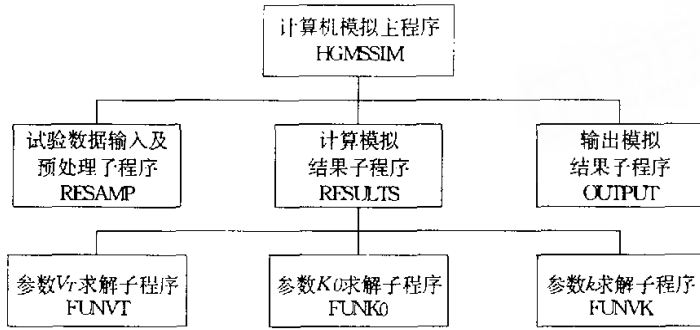 计算机模拟主程序
HGMSSIM
试验数据输入及
预处理子程序
RESAMP
计算模拟
结果子程序
RESULTS
输出模拟
结果子程序
OUTPUT
参数VT求解子程序
FUNVT
参数K0求解子程序
FUNK0
参数k求解子程序
FUNVK